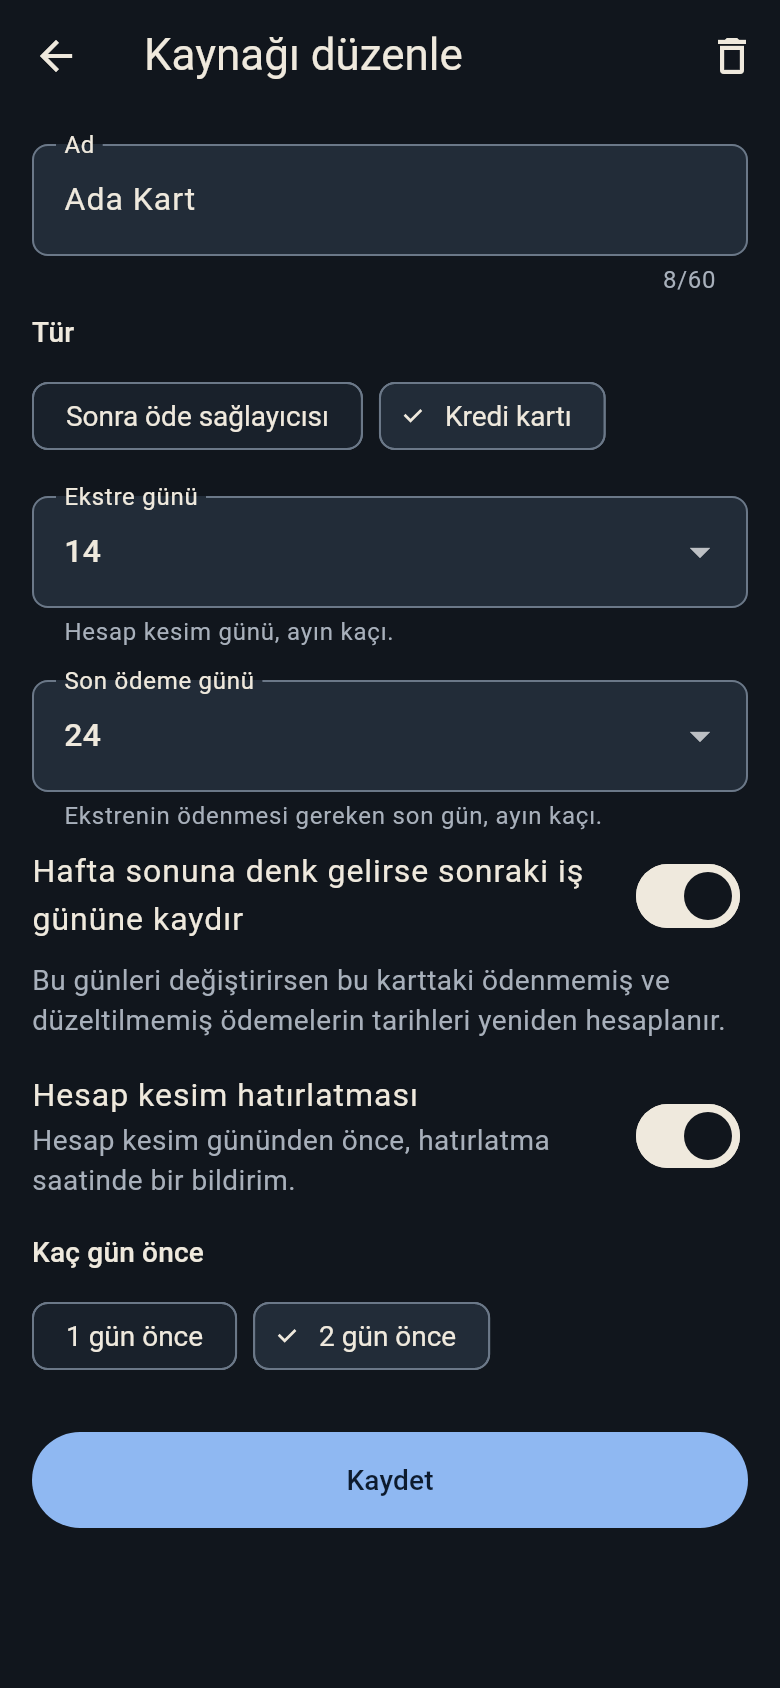 Kaynağı düzenle
Ad
Ada Kart
8/60
Tür
Sonra öde sağlayıcısı
Kredi kartı
Ekstre günü
14
Hesap kesim günü, ayın kaçı.
Son ödeme günü
24
Ekstrenin ödenmesi gereken son gün, ayın kaçı.
Hafta sonuna denk gelirse sonraki iş
gününe kaydır
Bu günleri değiştirirsen bu karttaki ödenmemiş ve
düzeltilmemiş ödemelerin tarihleri yeniden hesaplanır.
Hesap kesim hatırlatması
Hesap kesim gününden önce, hatırlatma
saatinde bir bildirim.
Kaç gün önce
1 gün önce
2 gün önce
Kaydet